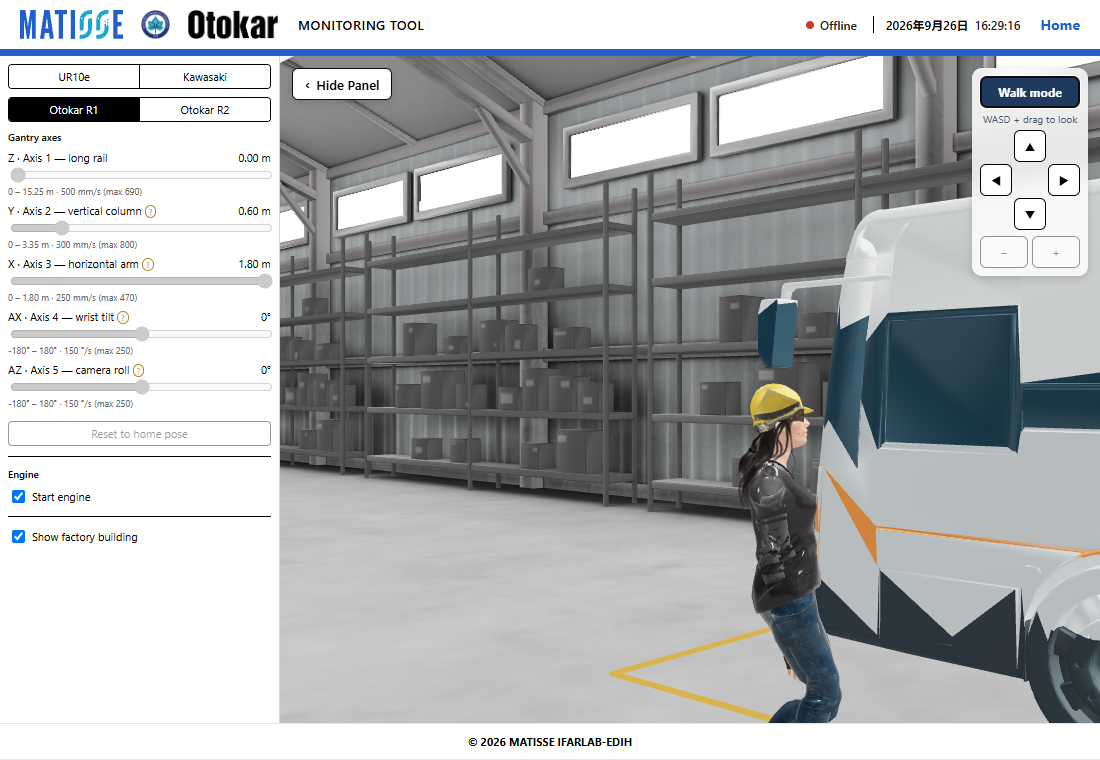 MATISSE
Otokar
MONITORING TOOL
Offline
2026年9月26日 16:29:16
Home
UR10e
Kawasaki
Otokar R1
Otokar R2
Gantry axes
Z · Axis 1 — long rail
0.00 m
0 – 15.25 m · 500 mm/s (max 690)
Y · Axis 2 — vertical column ?
0.60 m
0 – 3.35 m · 300 mm/s (max 800)
X · Axis 3 — horizontal arm ?
1.80 m
0 – 1.80 m · 250 mm/s (max 470)
AX · Axis 4 — wrist tilt ?
0°
-180° – 180° · 150 °/s (max 250)
AZ · Axis 5 — camera roll ?
0°
-180° – 180° · 150 °/s (max 250)
Reset to home pose
Engine
Start engine
Show factory building
‹ Hide Panel
Walk mode
WASD + drag to look
▲
◀ ▶
▼
− +
© 2026 MATISSE IFARLAB-EDIH